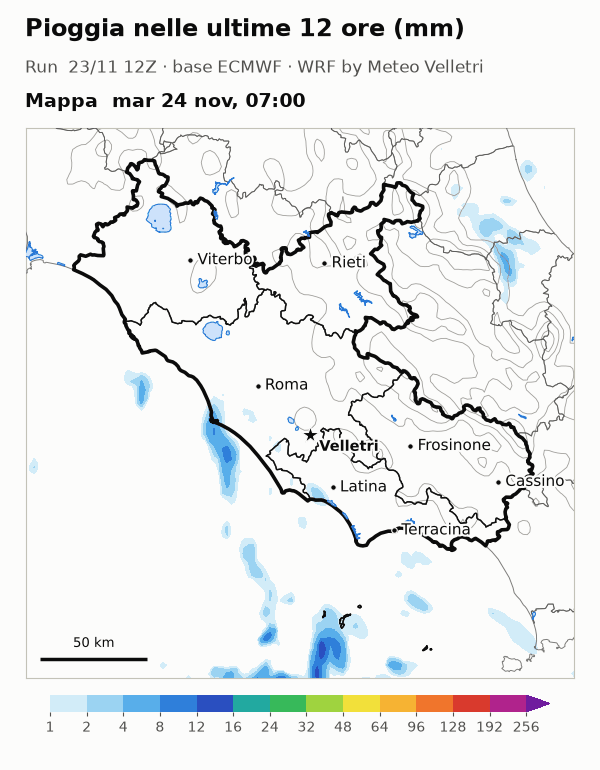 Pioggia nelle ultime 12 ore (mm)
Run  23/11 12Z · base ECMWF · WRF by Meteo Velletri
Mappa  mar 24 nov, 07:00
Viterbo
Rieti
Roma
Velletri
Frosinone
Latina
Cassino
Terracina
50 km
1 2 4 8 12 16 24 32 48 64 96 128 192 256